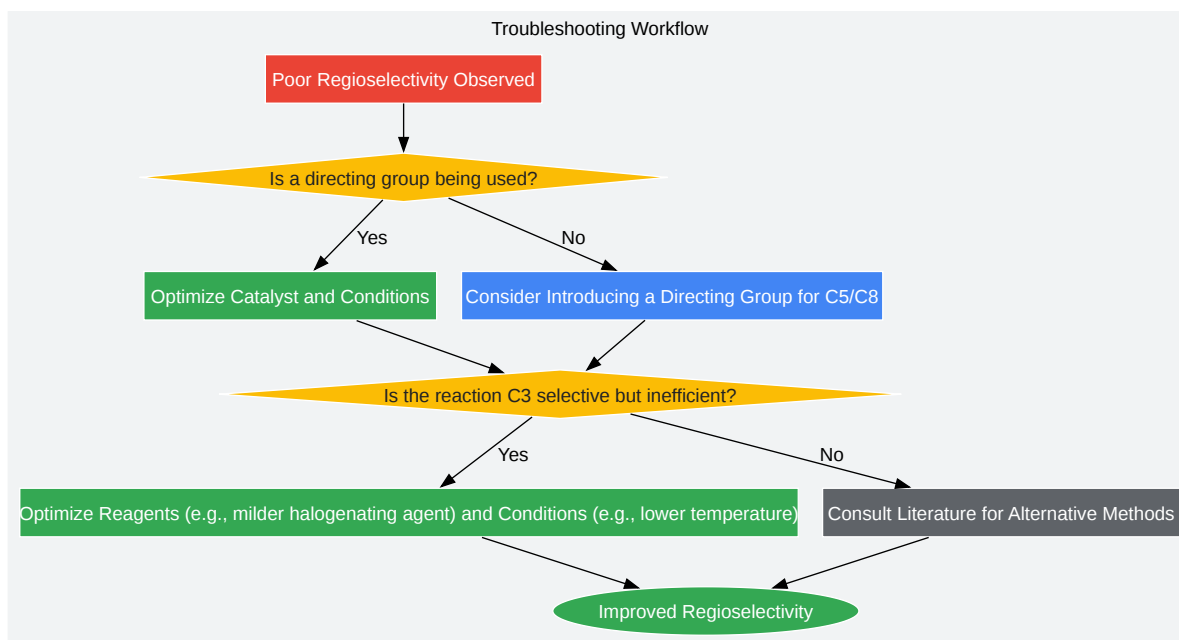 Troubleshooting Workflow
Poor Regioselectivity Observed
Is a directing group being used?
Yes
No
Optimize Catalyst and Conditions
Consider Introducing a Directing Group for C5/C8
Is the reaction C3 selective but inefficient?
Yes
No
Optimize Reagents (e.g., milder halogenating agent) and Conditions (e.g., lower temperature)
Consult Literature for Alternative Methods
Improved Regioselectivity